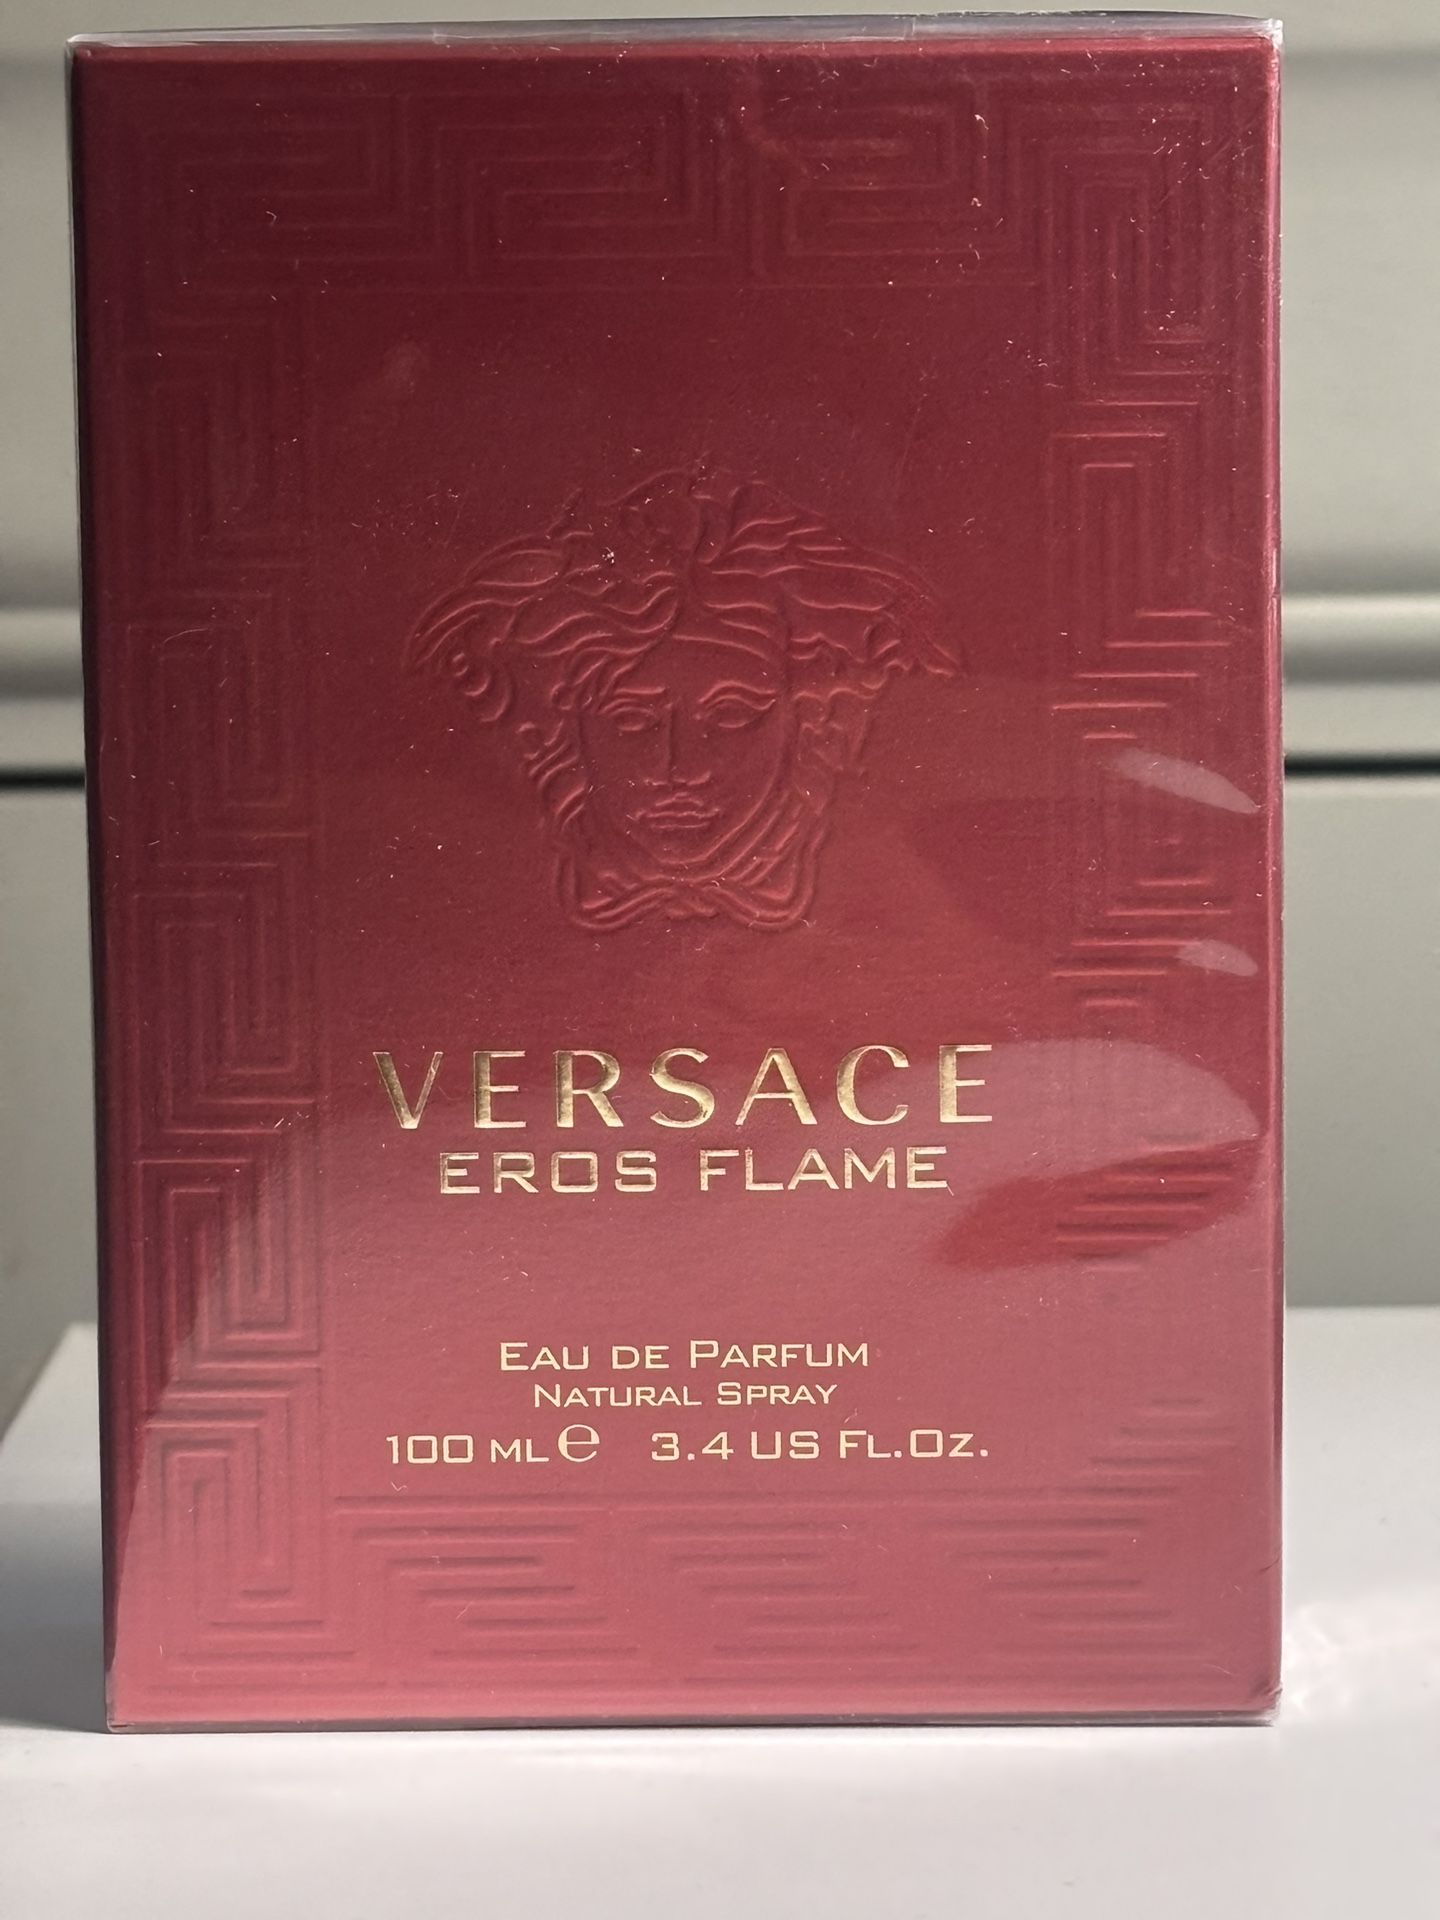 VERSACE
EROS FLAME
EAU DE PARFUM
NATURAL SPRAY
100 ML ℮ 3.4 US FL.OZ.